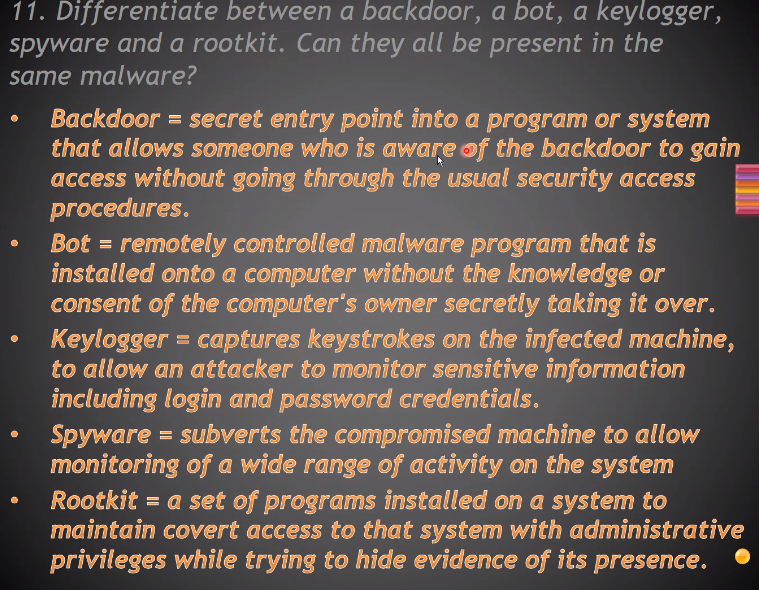 11. Differentiate between a backdoor, a bot, a keylogger,
spyware and a rootkit. Can they all be present in the
same malware?
• Backdoor = secret entry point into a program or system
that allows someone who is aware of the backdoor to gain
access without going through the usual security access
procedures.
• Bot = remotely controlled malware program that is
installed onto a computer without the knowledge or
consent of the computer's owner secretly taking it over.
• Keylogger = captures keystrokes on the infected machine,
to allow an attacker to monitor sensitive information
including login and password credentials.
• Spyware = subverts the compromised machine to allow
monitoring of a wide range of activity on the system
• Rootkit = a set of programs installed on a system to
maintain covert access to that system with administrative
privileges while trying to hide evidence of its presence.